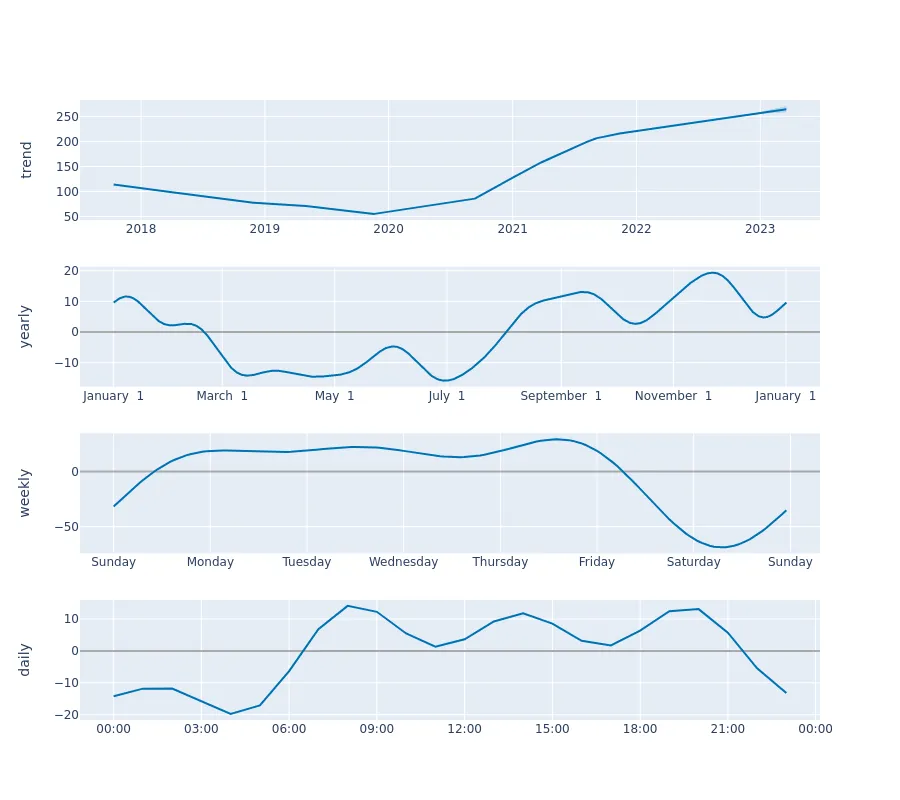 trend
250
200
150
100
50
2018 2019 2020 2021 2022 2023
yearly
20
10
0
−10
January 1 March 1 May 1 July 1 September 1 November 1 January 1
weekly
0
−50
Sunday Monday Tuesday Wednesday Thursday Friday Saturday Sunday
daily
10
0
−10
−20
00:00 03:00 06:00 09:00 12:00 15:00 18:00 21:00 00:00